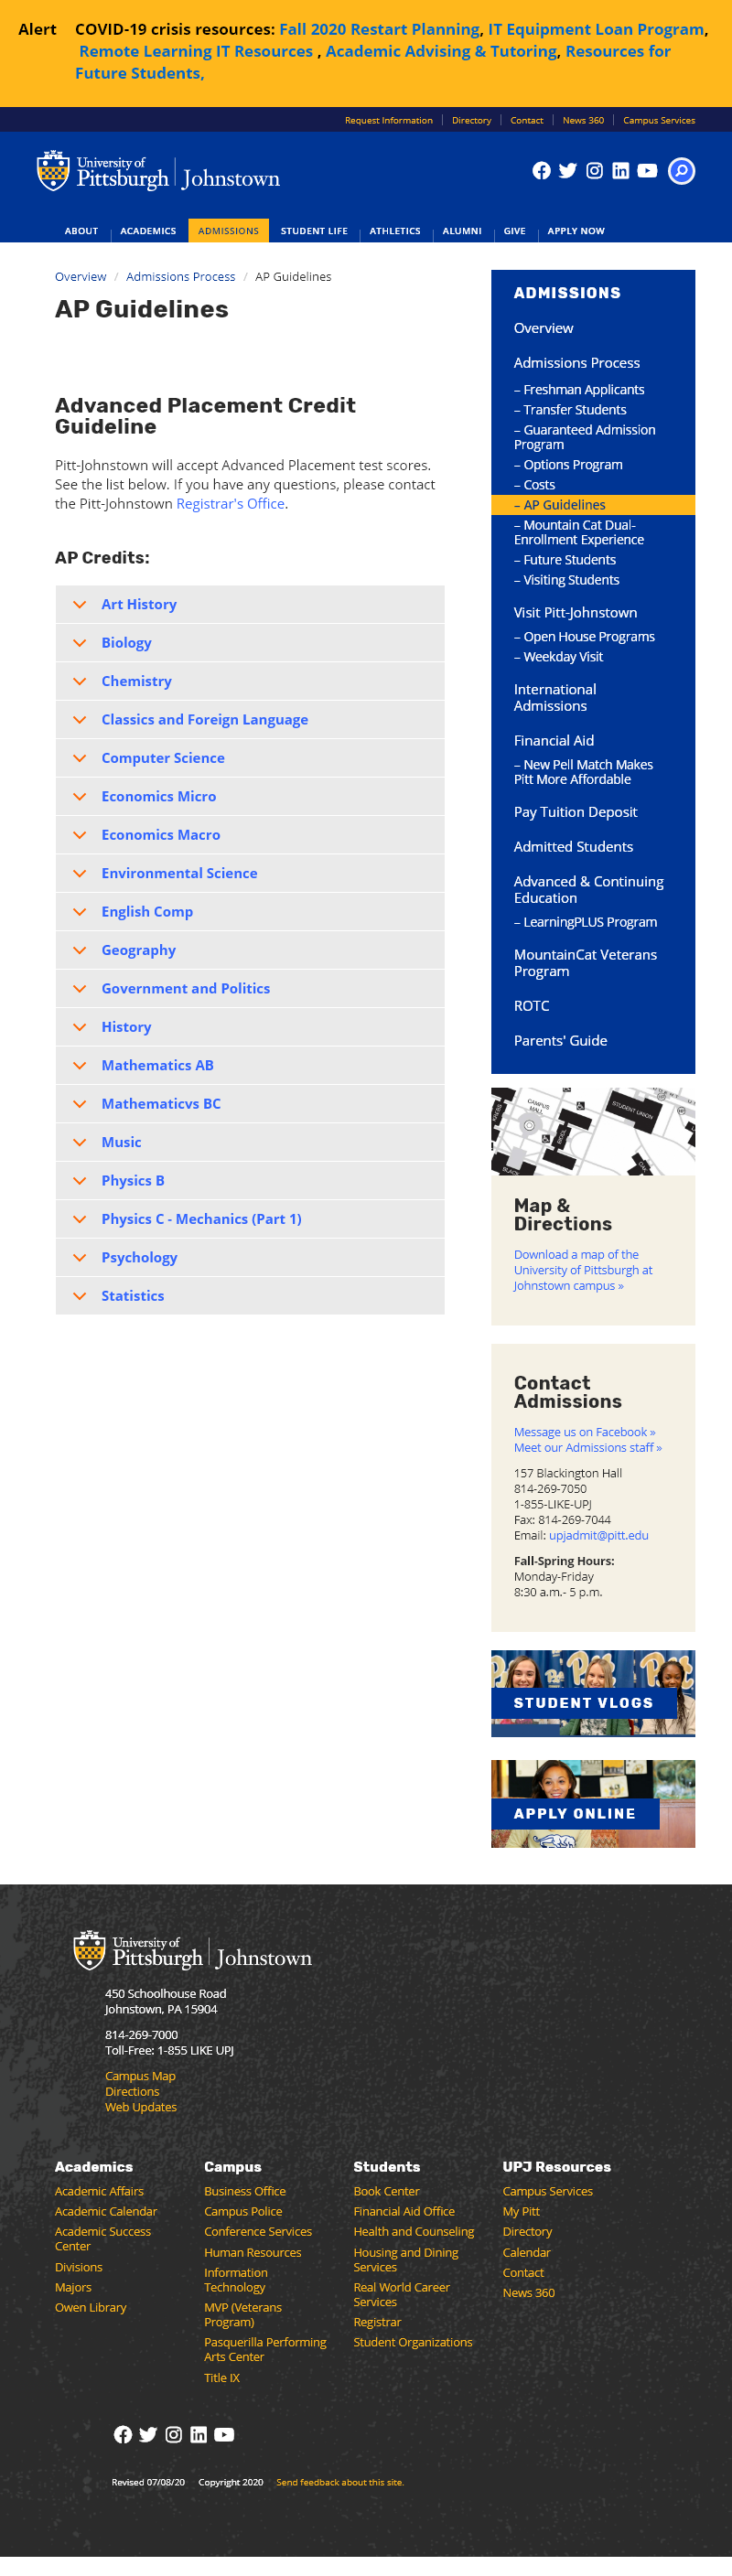 Alert
COVID-19 crisis resources: Fall 2020 Restart Planning, IT Equipment Loan Program,
Remote Learning IT Resources , Academic Advising & Tutoring, Resources for
Future Students,
Request Information
Directory
Contact
News 360
Campus Services
University of
Pittsburgh
Johnstown
ABOUT
ACADEMICS
ADMISSIONS
STUDENT LIFE
ATHLETICS
ALUMNI
GIVE
APPLY NOW
Overview / Admissions Process / AP Guidelines
AP Guidelines
Advanced Placement Credit
Guideline
Pitt-Johnstown will accept Advanced Placement test scores.
See the list below. If you have any questions, please contact
the Pitt-Johnstown Registrar's Office.
AP Credits:
Art History
Biology
Chemistry
Classics and Foreign Language
Computer Science
Economics Micro
Economics Macro
Environmental Science
English Comp
Geography
Government and Politics
History
Mathematics AB
Mathematicvs BC
Music
Physics B
Physics C - Mechanics (Part 1)
Psychology
Statistics
ADMISSIONS
Overview
Admissions Process
– Freshman Applicants
– Transfer Students
– Guaranteed Admission
Program
– Options Program
– Costs
– AP Guidelines
– Mountain Cat Dual-
Enrollment Experience
– Future Students
– Visiting Students
Visit Pitt-Johnstown
– Open House Programs
– Weekday Visit
International
Admissions
Financial Aid
– New Pell Match Makes
Pitt More Affordable
Pay Tuition Deposit
Admitted Students
Advanced & Continuing
Education
– LearningPLUS Program
MountainCat Veterans
Program
ROTC
Parents' Guide
KREBS
CAMPUS
MALL
BIDDL
STUDENT UNION
BLACK
Map &
Directions
Download a map of the
University of Pittsburgh at
Johnstown campus »
Contact
Admissions
Message us on Facebook »
Meet our Admissions staff »
157 Blackington Hall
814-269-7050
1-855-LIKE-UPJ
Fax: 814-269-7044
Email: upjadmit@pitt.edu
Fall-Spring Hours:
Monday-Friday
8:30 a.m.- 5 p.m.
Pitt
STUDENT VLOGS
APPLY ONLINE
University of
Pittsburgh
Johnstown
450 Schoolhouse Road
Johnstown, PA 15904
814-269-7000
Toll-Free: 1-855 LIKE UPJ
Campus Map
Directions
Web Updates
Academics
Academic Affairs
Academic Calendar
Academic Success
Center
Divisions
Majors
Owen Library
Campus
Business Office
Campus Police
Conference Services
Human Resources
Information
Technology
MVP (Veterans
Program)
Pasquerilla Performing
Arts Center
Title IX
Students
Book Center
Financial Aid Office
Health and Counseling
Housing and Dining
Services
Real World Career
Services
Registrar
Student Organizations
UPJ Resources
Campus Services
My Pitt
Directory
Calendar
Contact
News 360
Revised 07/08/20
Copyright 2020
Send feedback about this site.